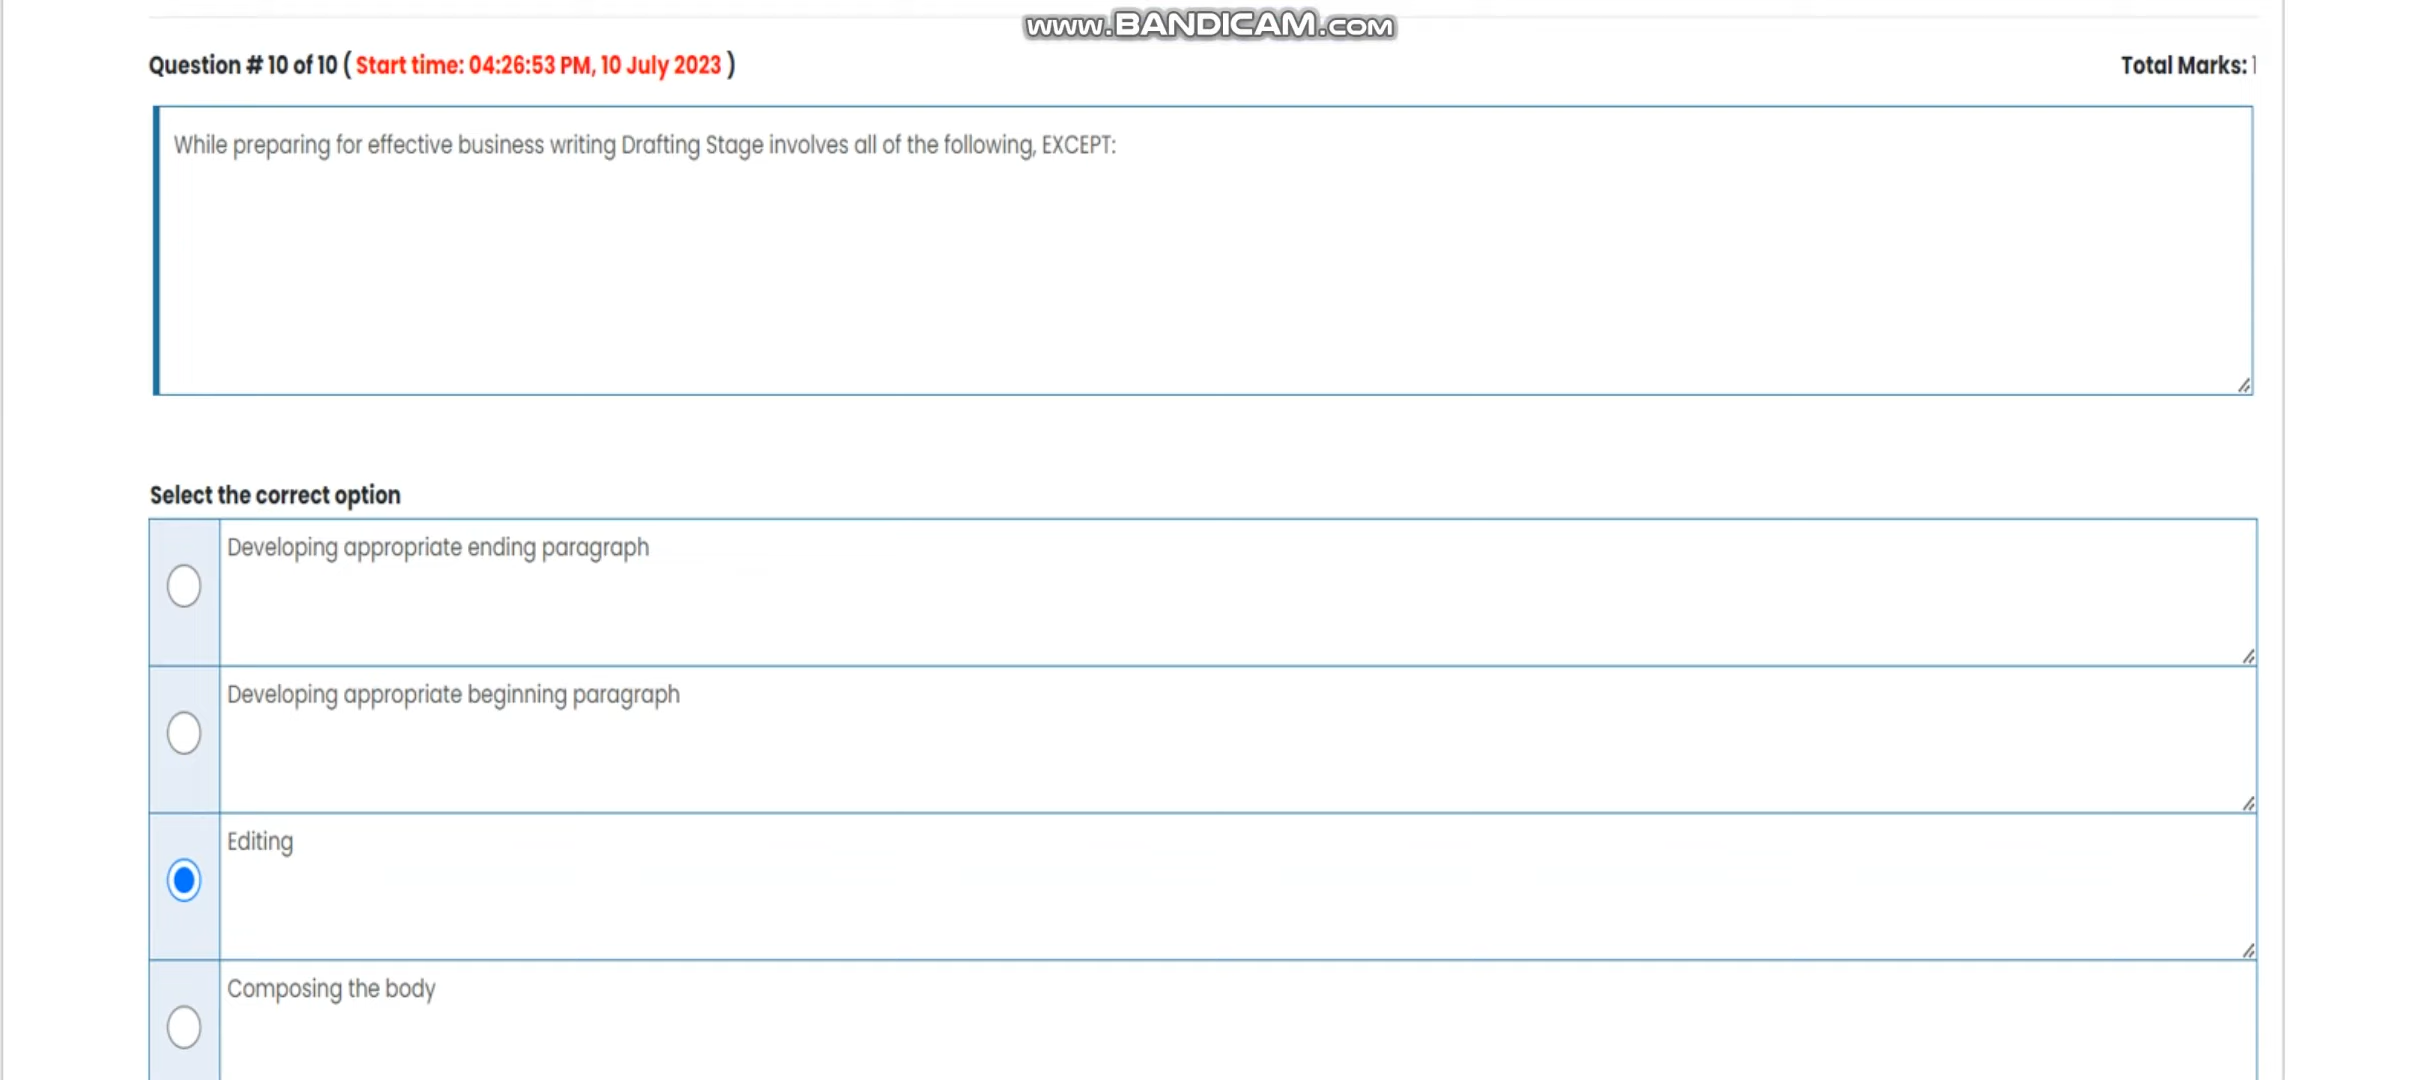 www.BANDICAM.com
Question # 10 of 10 ( Start time: 04:26:53 PM, 10 July 2023 ) Total Marks: 1
While preparing for effective business writing Drafting Stage involves all of the following, EXCEPT:
Select the correct option
Developing appropriate ending paragraph
Developing appropriate beginning paragraph
Editing
Composing the body